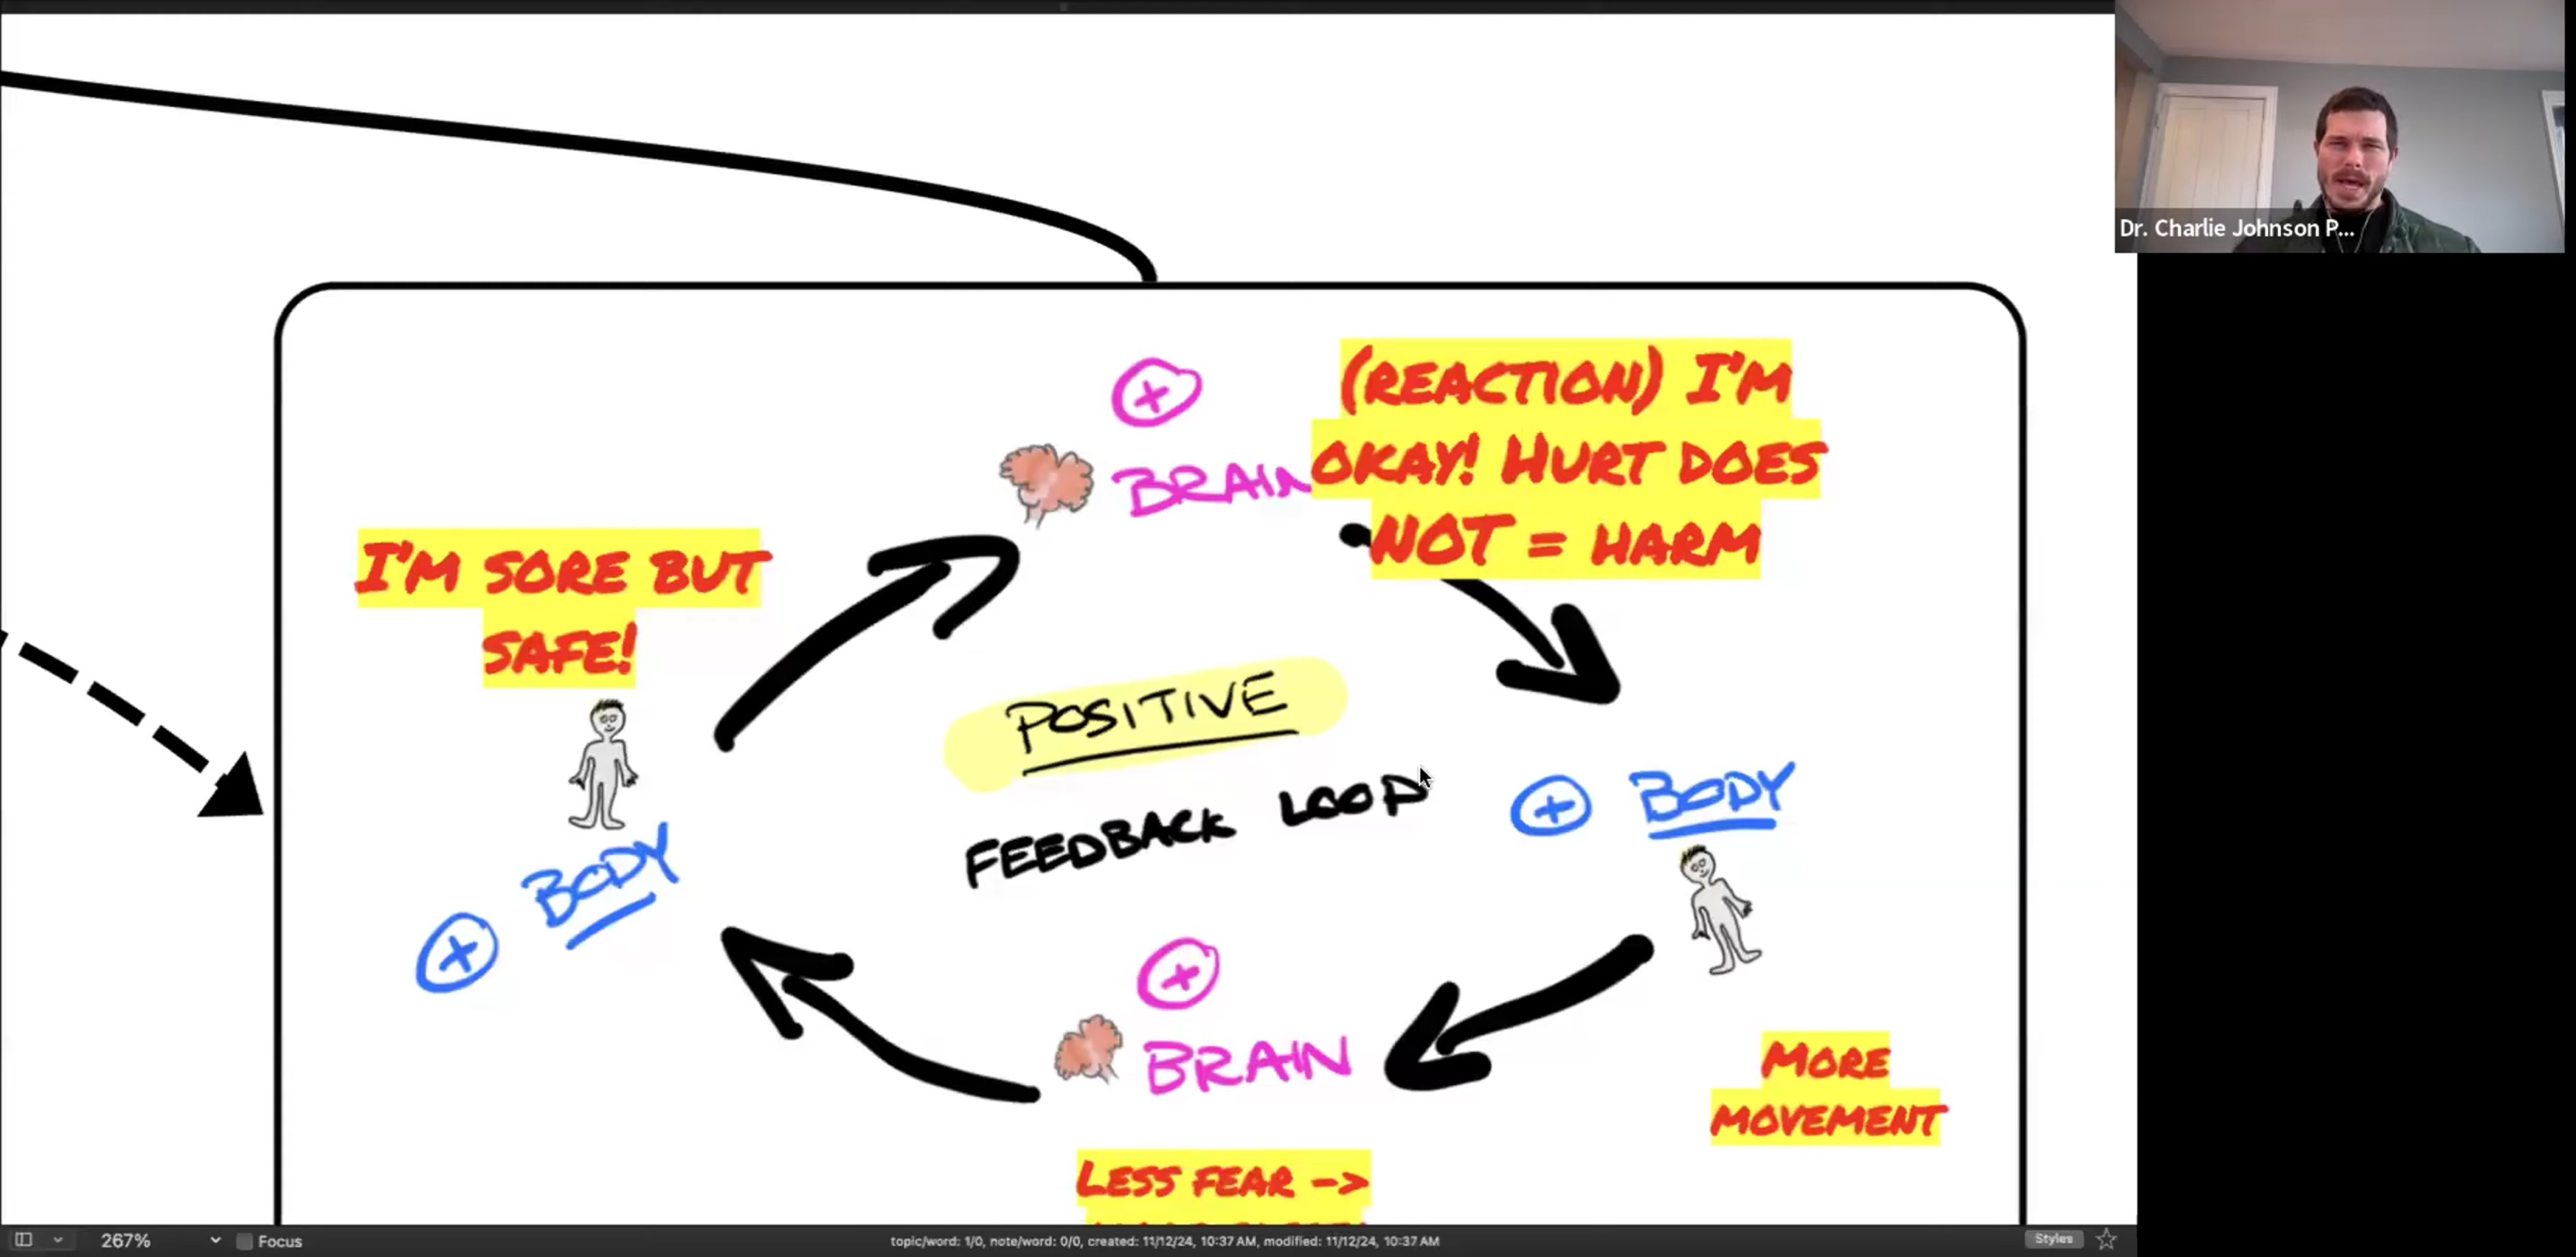 Dr. Charlie Johnson P...
+
(REACTION) I'M
OKAY! HURT DOES
NOT = HARM
BRAIN
I'M SORE BUT
SAFE!
POSITIVE
FEEDBACK LOOP
+ BODY
+ BODY
+
BRAIN
MORE
MOVEMENT
LESS FEAR ->
267%
Focus
topic/word: 1/0, note/word: 0/0, created: 11/12/24, 10:37 AM, modified: 11/12/24, 10:37 AM
Styles